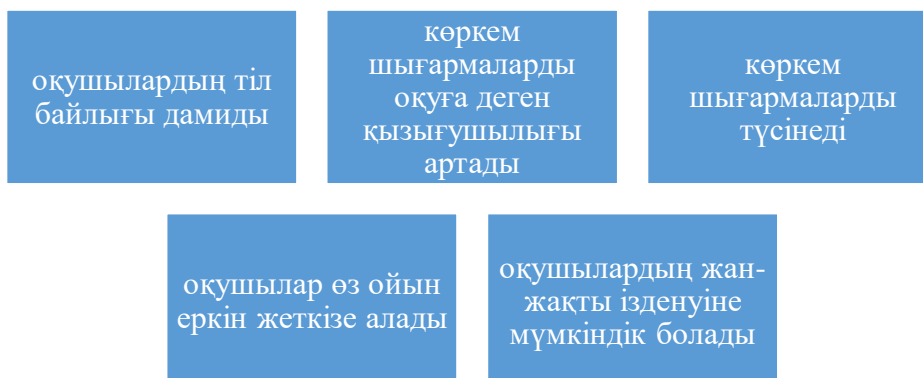 оқушылардың тіл
байлығы дамиды
көркем
шығармаларды
оқуға деген
қызығушылығы
артады
көркем
шығармаларды
түсінеді
оқушылар өз ойын
еркін жеткізе алады
оқушылардың жан-
жақты ізденуіне
мүмкіндік болады